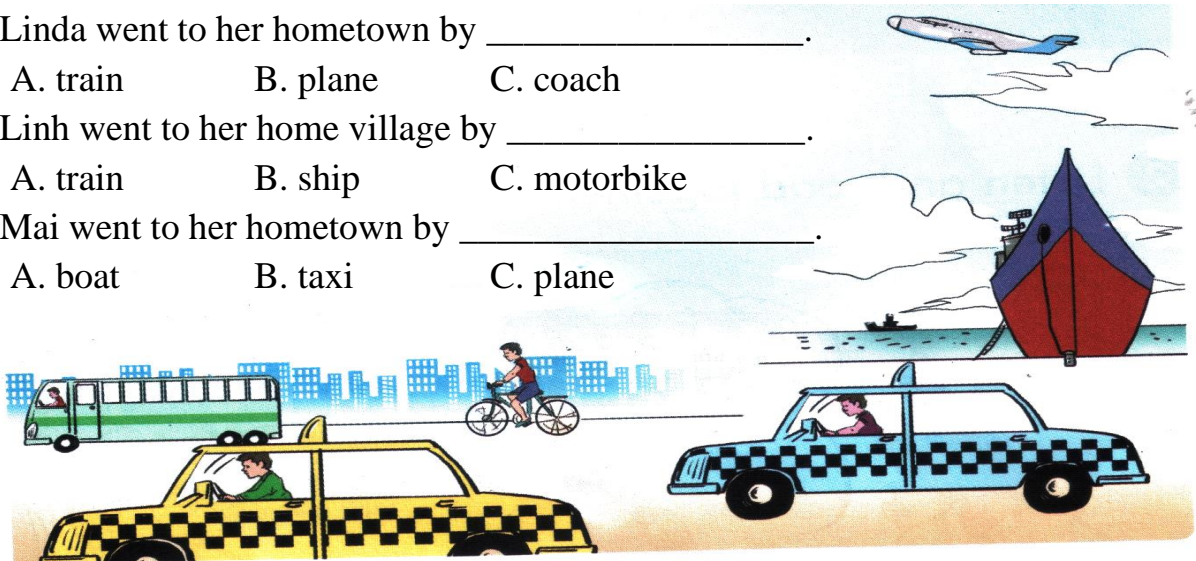 Linda went to her hometown by _________________.
A. train B. plane C. coach
Linh went to her home village by ________________.
A. train B. ship C. motorbike
Mai went to her hometown by ___________________.
A. boat B. taxi C. plane